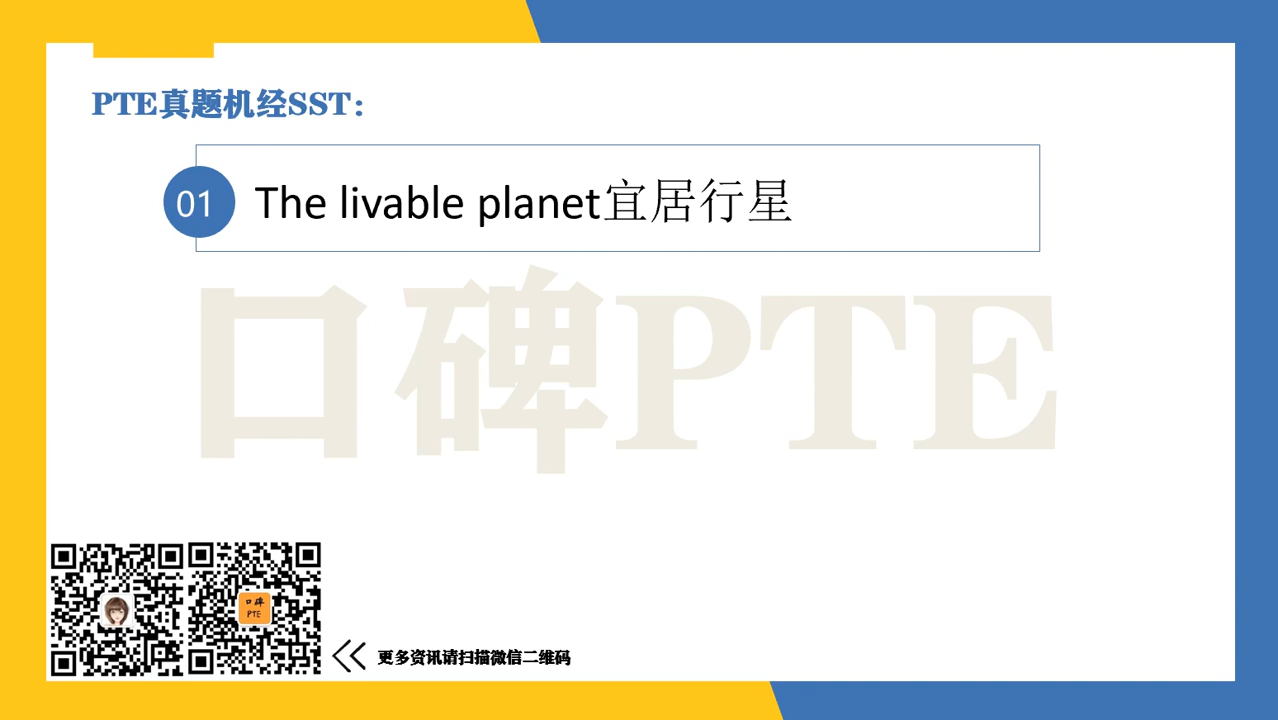 PTE真题机经SST：
01
The livable planet宜居行星
口碑PTE
口碑
PTE
更多资讯请扫描微信二维码